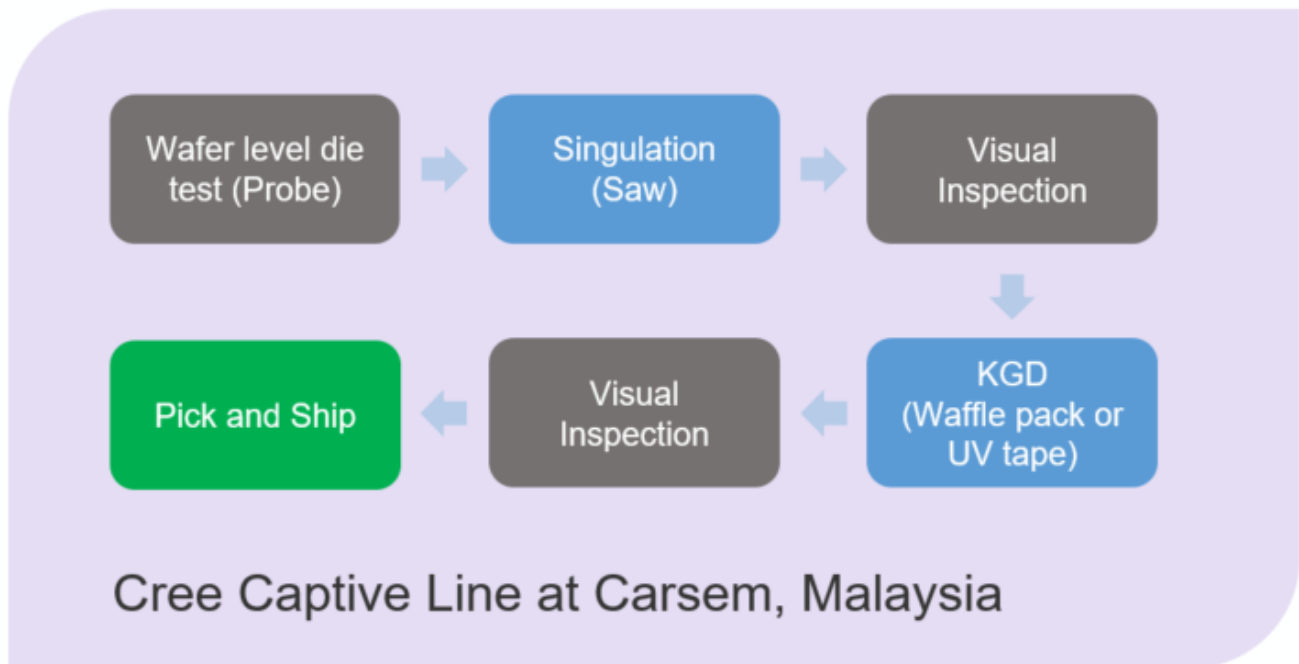 Wafer level die
test (Probe)
Singulation
(Saw)
Visual
Inspection
KGD
(Waffle pack or
UV tape)
Visual
Inspection
Pick and Ship
Cree Captive Line at Carsem, Malaysia